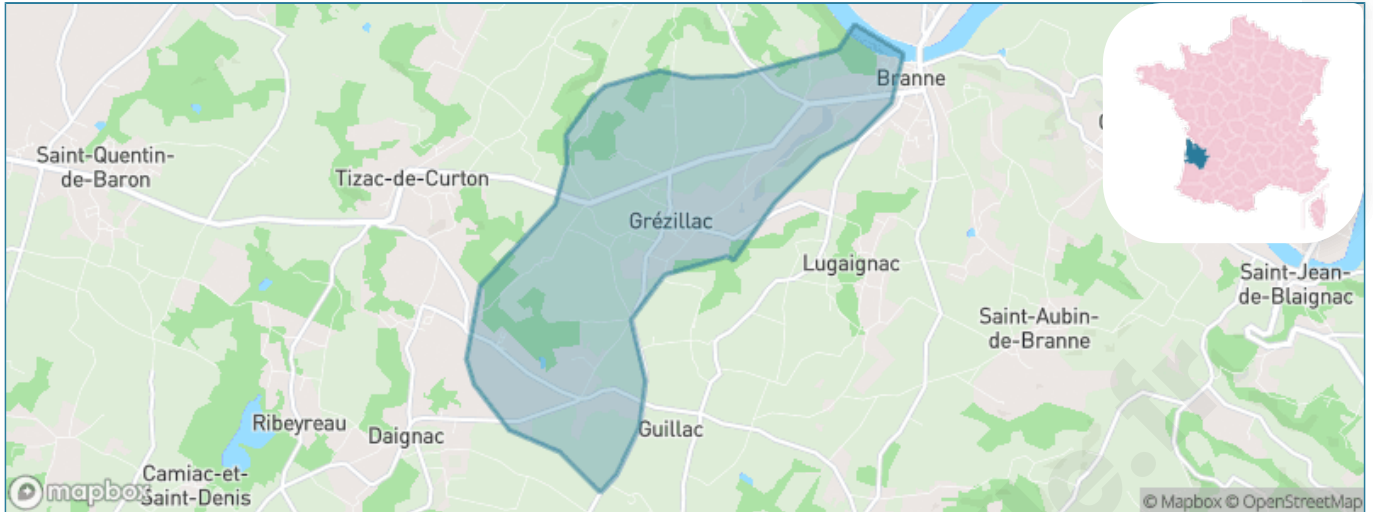 Branne
Saint-Quentin-
de-Baron
Tizac-de-Curton
Grézillac
Lugaignac
Saint-Jean-
de-Blaignac
Saint-Aubin-
de-Branne
Ribeyreau
Daignac
Guillac
Camiac-et-
Saint-Denis
mapbox
© Mapbox © OpenStreetMap